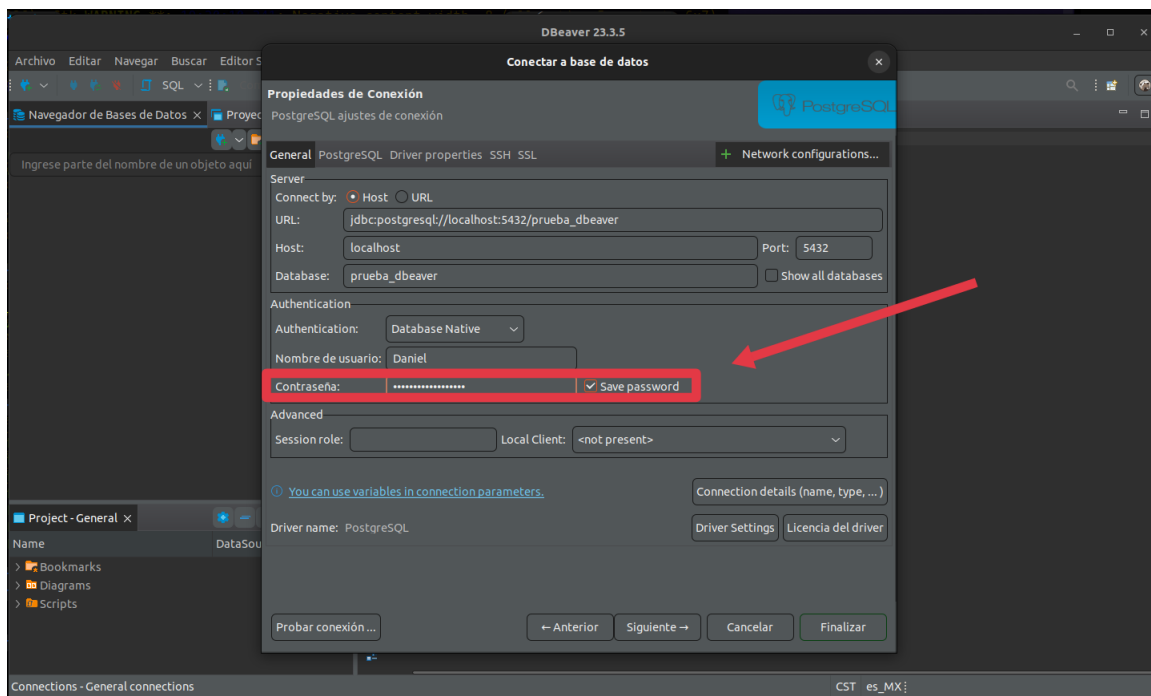 DBeaver 23.3.5
Archivo Editar Navegar Buscar Editor S
Conectar a base de datos
SQL
Propiedades de Conexión
PostgreSQL ajustes de conexión
PostgreSQL
Navegador de Bases de Datos
Proyec
Ingrese parte del nombre de un objeto aquí
General PostgreSQL Driver properties SSH SSL
+ Network configurations...
Server
Connect by: Host URL
URL: jdbc:postgresql://localhost:5432/prueba_dbeaver
Host: localhost Port: 5432
Database: prueba_dbeaver Show all databases
Authentication
Authentication: Database Native
Nombre de usuario: Daniel
Contraseña: •••••••••••••••••• Save password
Advanced
Session role: Local Client: <not present>
You can use variables in connection parameters.
Connection details (name, type, ... )
Driver name: PostgreSQL
Driver Settings Licencia del driver
Project - General
Name DataSou
Bookmarks
Diagrams
Scripts
Probar conexión ...
← Anterior Siguiente → Cancelar Finalizar
Connections - General connections
CST es_MX